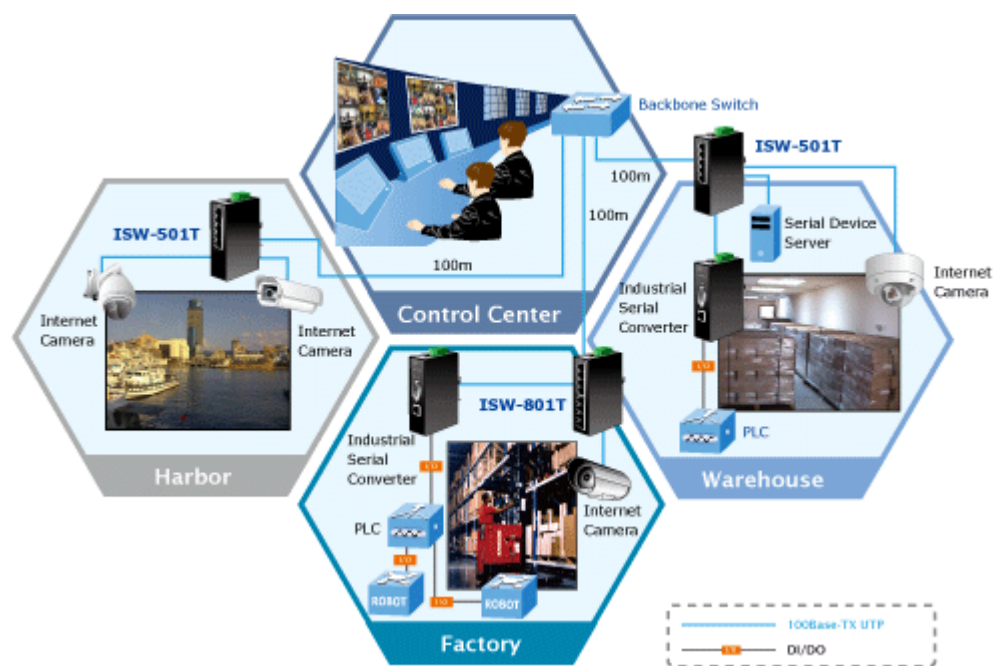 Backbone Switch
ISW-501T
100m
100m
ISW-501T
Serial Device
Server
100m
Internet
Camera
Industrial
Serial
Converter
Internet
Camera
Internet
Camera
Control Center
I/O
ISW-801T
PLC
Industrial
Serial
Converter
Harbor
Warehouse
I/O
Internet
Camera
PLC
I/O
ROBOT
I/O
ROBOT
Factory
100Base-TX UTP
I/O
DI/DO